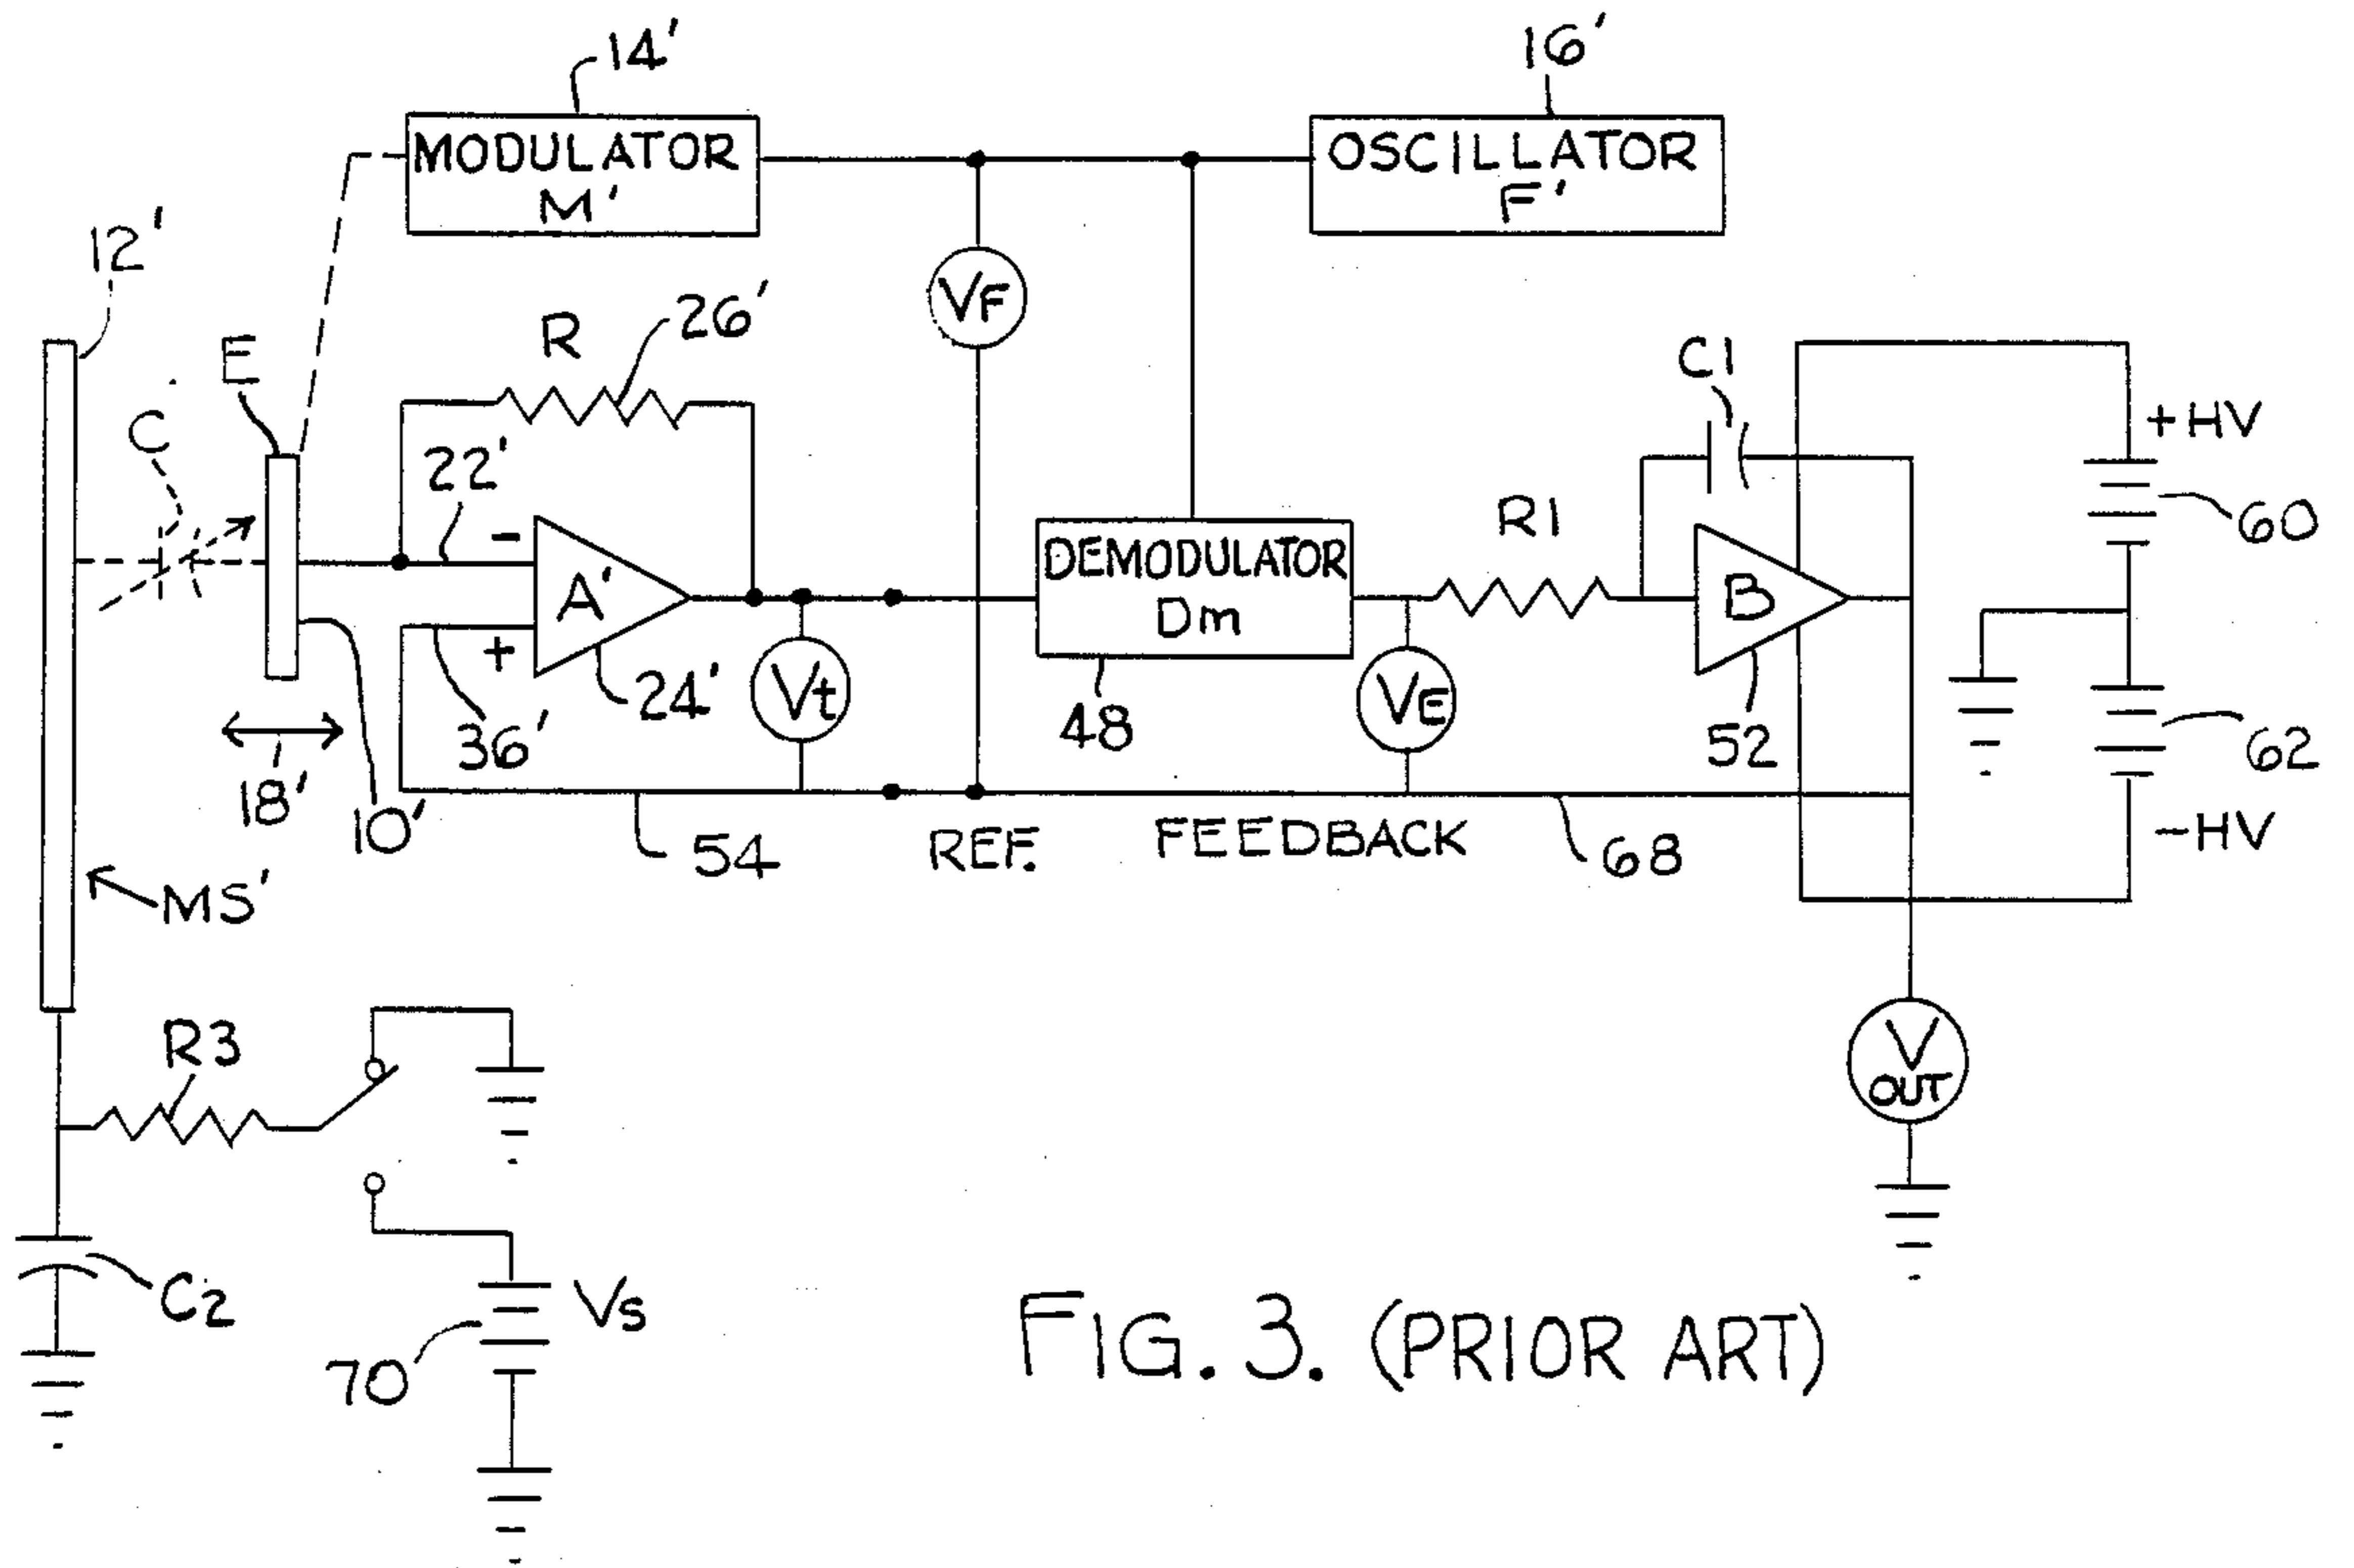 14'
16'
MODULATOR
M'
OSCILLATOR
F'
12'
E
R
26'
VF
C
22'
C1
+HV
60
-
A'
+
24'
36'
Vt
DEMODULATOR
Dm
48
R1
VE
B
52
62
-HV
18'
10'
54
REF.
FEEDBACK
68
MS'
R3
V
OUT
C2
Vs
70
FIG. 3. (PRIOR ART)